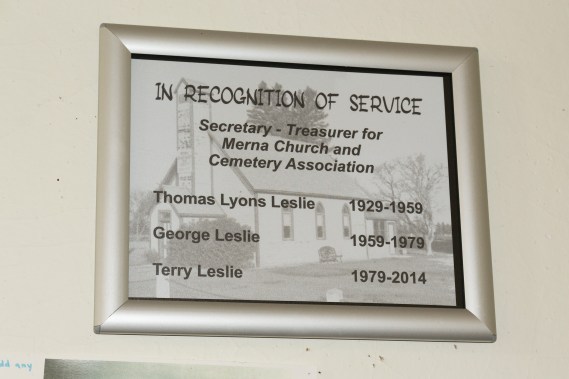 IN RECOGNITION OF SERVICE
Secretary - Treasurer for
Merna Church and
Cemetery Association
Thomas Lyons Leslie 1929-1959
George Leslie 1959-1979
Terry Leslie 1979-2014
any